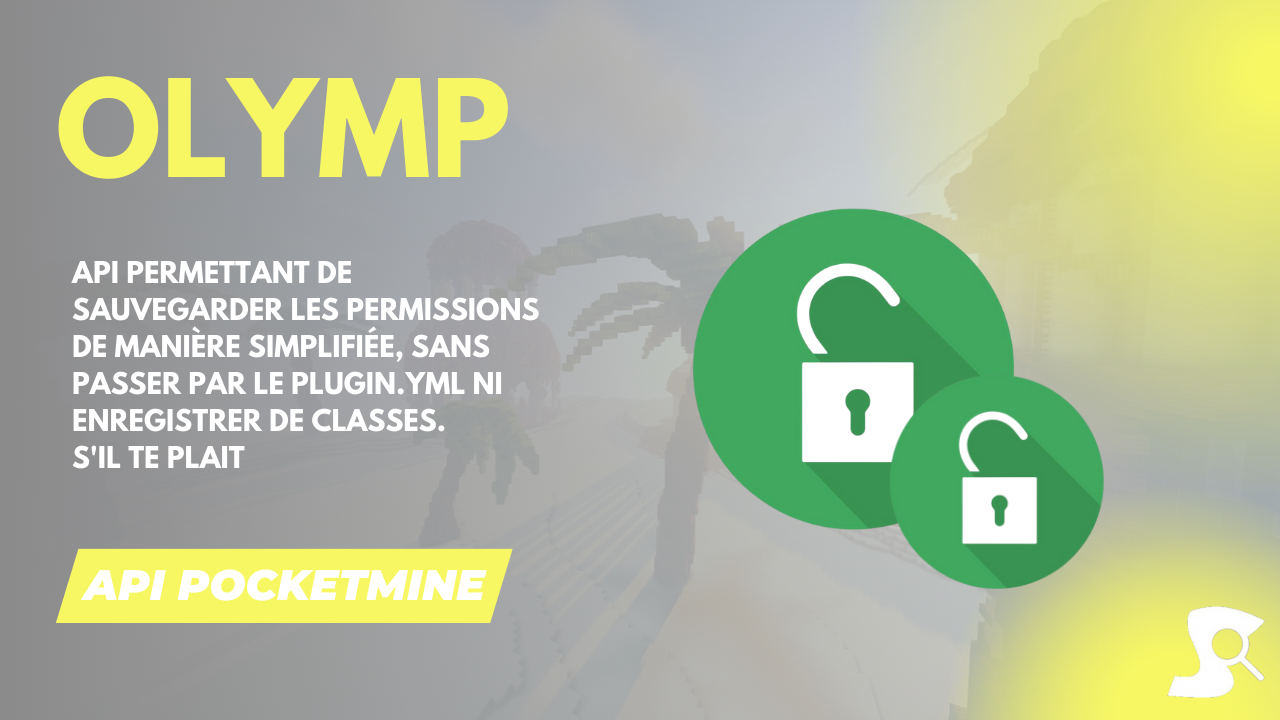 OLYMP
API PERMETTANT DE
SAUVEGARDER LES PERMISSIONS
DE MANIÈRE SIMPLIFIÉE, SANS
PASSER PAR LE PLUGIN.YML NI
ENREGISTRER DE CLASSES.
S'IL TE PLAIT
API POCKETMINE